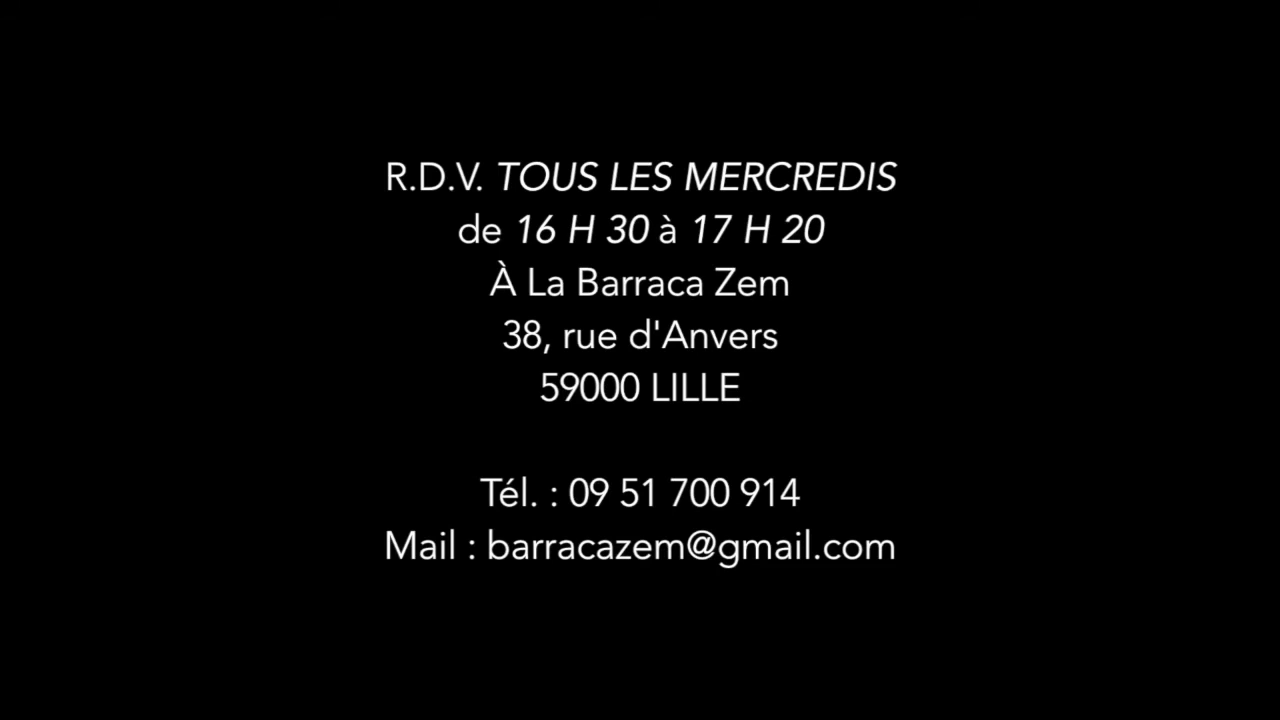 R.D.V. TOUS LES MERCREDIS
de 16 H 30 à 17 H 20
À La Barraca Zem
38, rue d'Anvers
59000 LILLE
Tél. : 09 51 700 914
Mail : barracazem@gmail.com